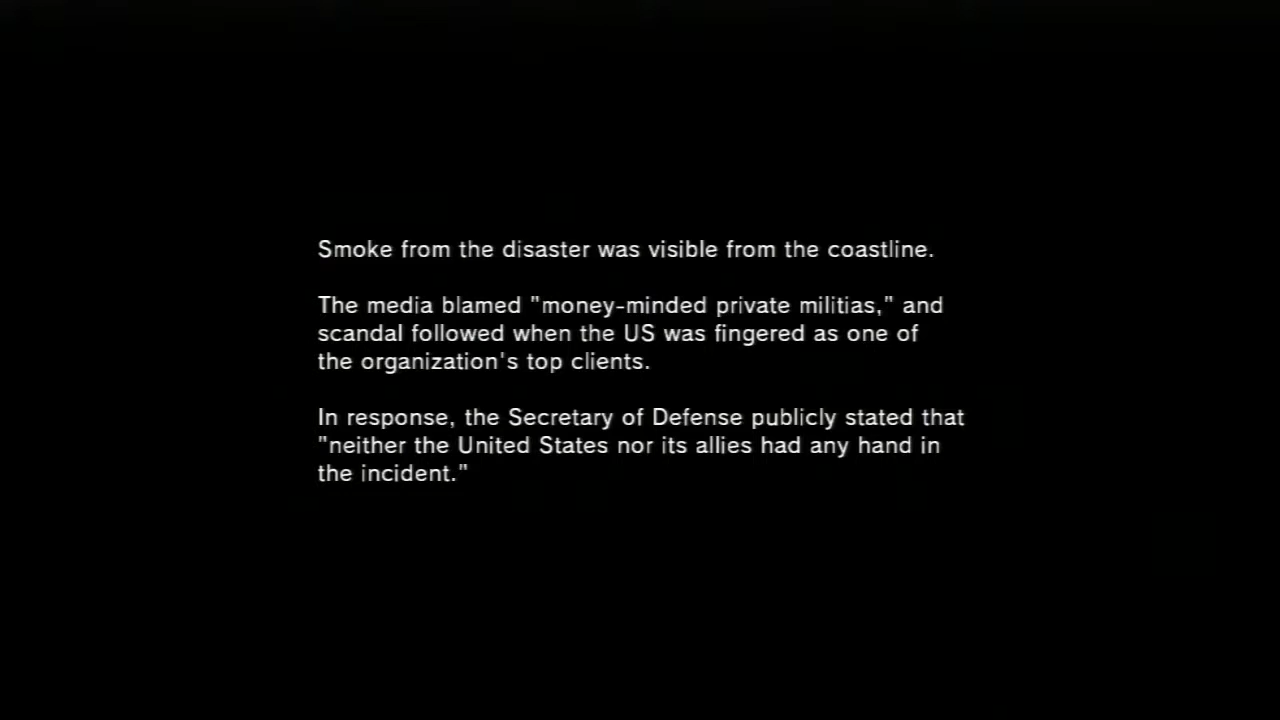 Smoke from the disaster was visible from the coastline.
The media blamed "money-minded private militias," and
scandal followed when the US was fingered as one of
the organization's top clients.
In response, the Secretary of Defense publicly stated that
"neither the United States nor its allies had any hand in
the incident."